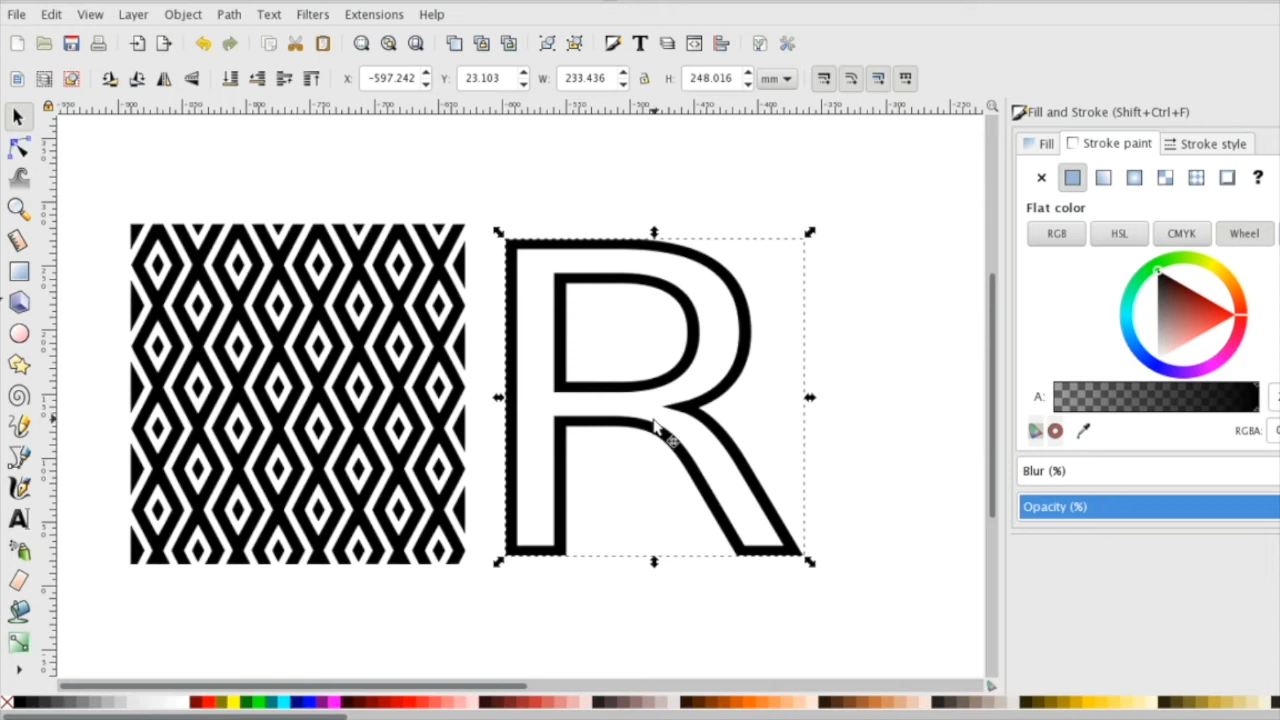 File Edit View Layer Object Path Text Filters Extensions Help
X: -597.242 Y: 23.103 W: 233.436 H: 248.016 mm
Fill and Stroke (Shift+Ctrl+F)
Fill Stroke paint Stroke style
?
Flat color
RGB HSL CMYK Wheel
R
A:
RGBA: 0
Blur (%)
Opacity (%)